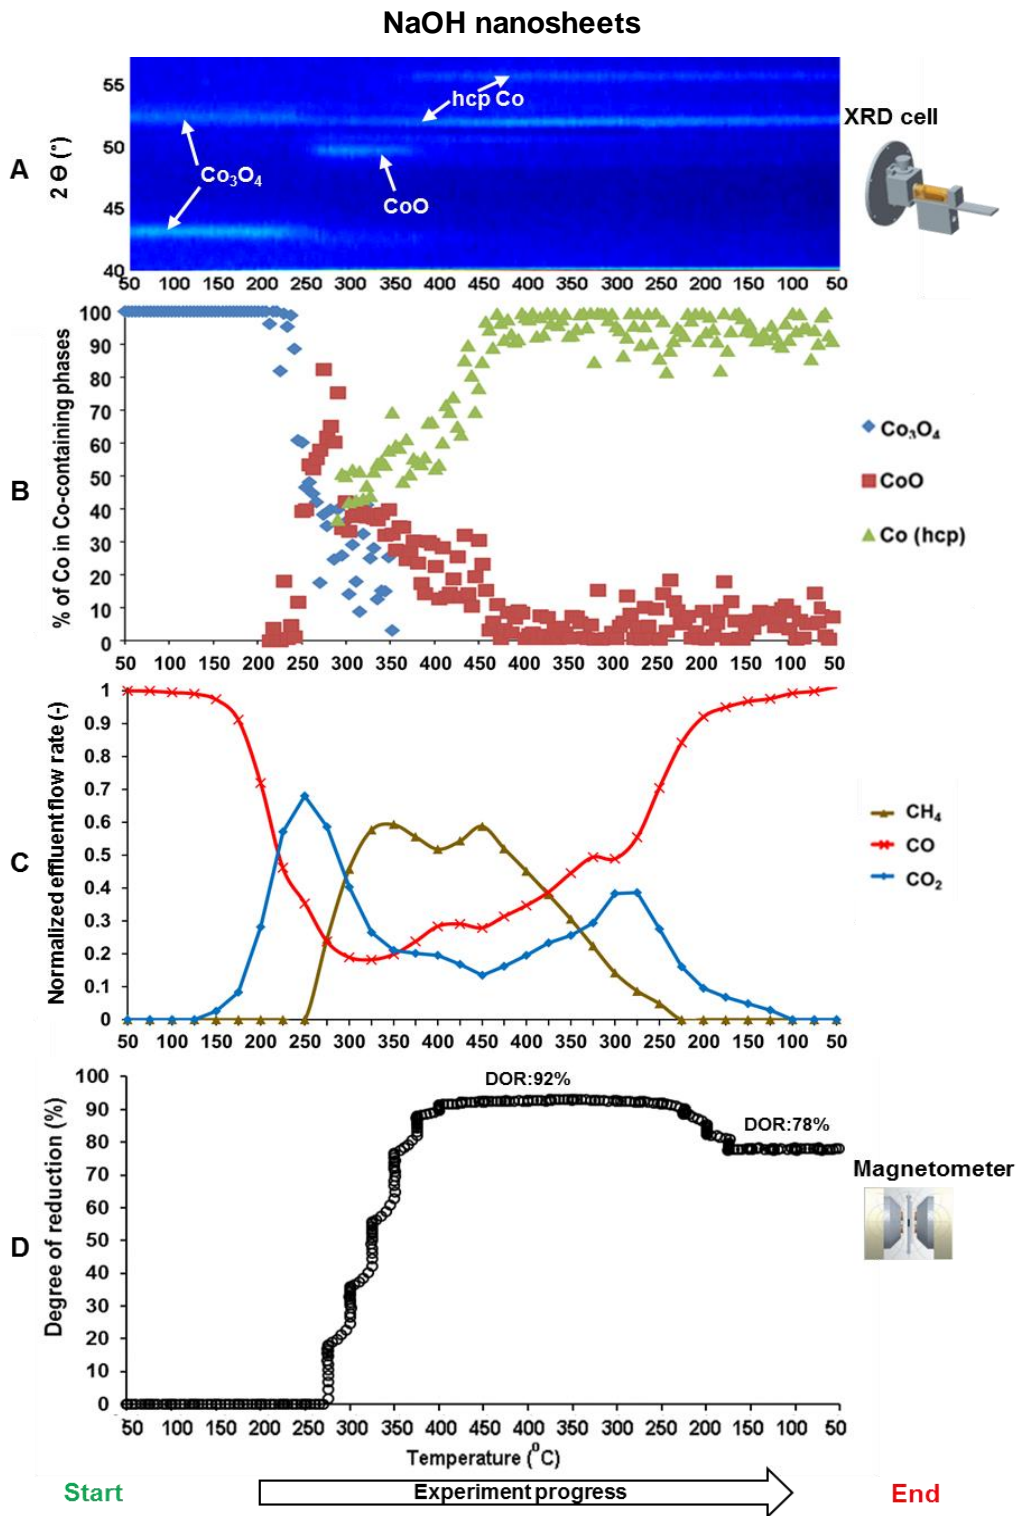 NaOH nanosheets
A
2 Θ (°)
55
50
45
40
hcp Co
Co₃O₄
CoO
XRD cell
50 100 150 200 250 300 350 400 450 400 350 300 250 200 150 100 50
B
% of Co in Co-containing phases
100
90
80
70
60
50
40
30
20
10
0
50 100 150 200 250 300 350 400 450 400 350 300 250 200 150 100 50
Co₃O₄
CoO
Co (hcp)
C
Normalized effluent flow rate (-)
1
0.9
0.8
0.7
0.6
0.5
0.4
0.3
0.2
0.1
0
50 100 150 200 250 300 350 400 450 400 350 300 250 200 150 100 50
CH₄
CO
CO₂
D
Degree of reduction (%)
100
90
80
70
60
50
40
30
20
10
0
DOR:92%
DOR:78%
Magnetometer
50 100 150 200 250 300 350 400 450 400 350 300 250 200 150 100 50
Temperature (⁰C)
Start
Experiment progress
End